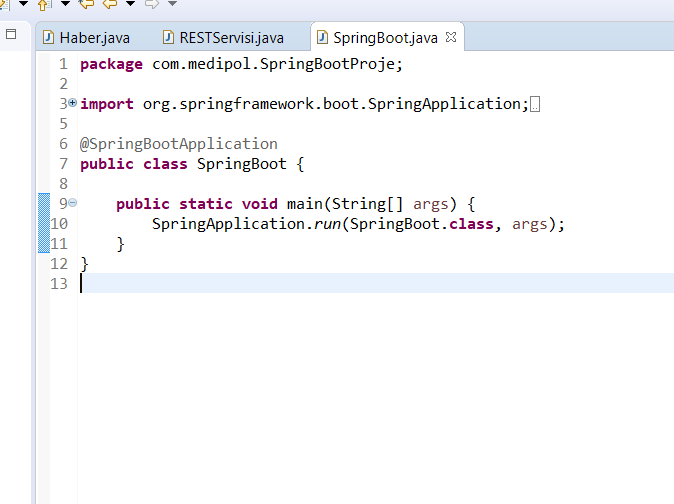 Haber.java RESTServisi.java SpringBoot.java
1 package com.medipol.SpringBootProje;
2
3 import org.springframework.boot.SpringApplication;
5
6 @SpringBootApplication
7 public class SpringBoot {
8
9 public static void main(String[] args) {
10 SpringApplication.run(SpringBoot.class, args);
11 }
12 }
13